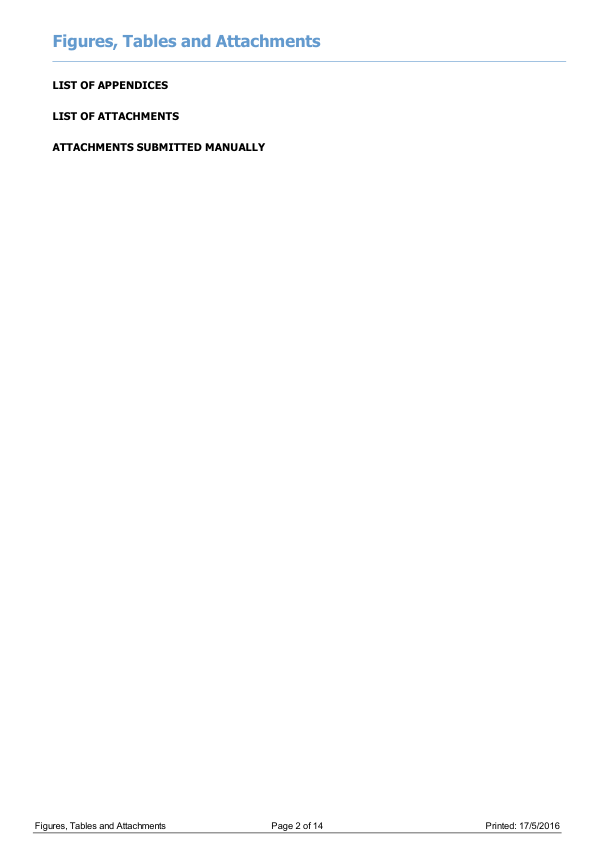 Figures, Tables and Attachments
LIST OF APPENDICES
LIST OF ATTACHMENTS
ATTACHMENTS SUBMITTED MANUALLY
Figures, Tables and Attachments Page 2 of 14 Printed: 17/5/2016